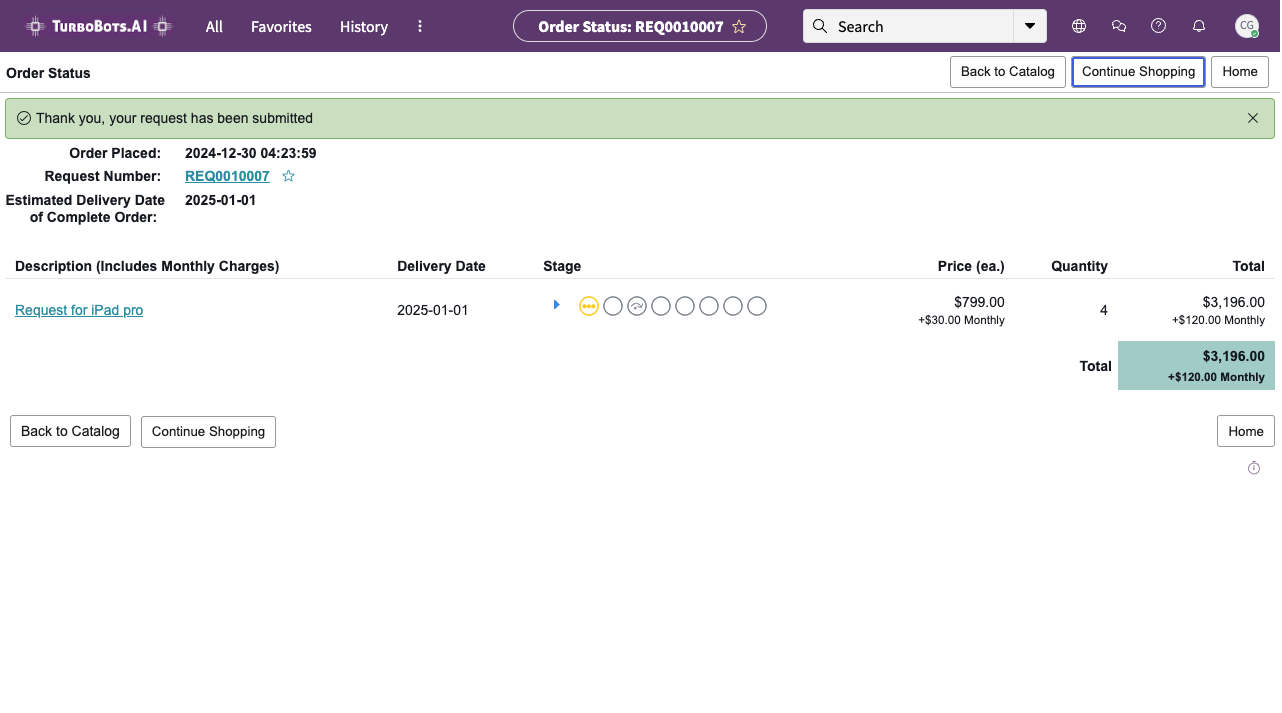 TurboBots.AI All Favorites History Order Status: REQ0010007 Search CG
Order Status Back to Catalog Continue Shopping Home
Thank you, your request has been submitted
Order Placed: 2024-12-30 04:23:59
Request Number: REQ0010007
Estimated Delivery Date 2025-01-01
of Complete Order:
Description (Includes Monthly Charges) Delivery Date Stage Price (ea.) Quantity Total
Request for iPad pro 2025-01-01 $799.00 4 $3,196.00
+$30.00 Monthly +$120.00 Monthly
Total $3,196.00
+$120.00 Monthly
Back to Catalog Continue Shopping Home